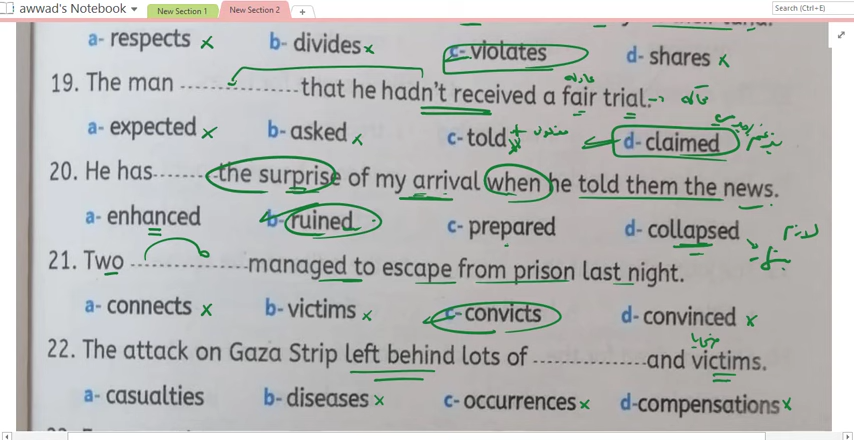 awwad's Notebook
New Section 1
New Section 2
Search (Ctrl+E)
a- respects x b- divides x c- violates d- shares x
19. The man .................... that he hadn't received a fair trial.
a- expected x b- asked x c- told x d- claimed
20. He has.......... the surprise of my arrival when he told them the news.
a- enhanced b- ruined c- prepared d- collapsed
21. Two .................... managed to escape from prison last night.
a- connects x b- victims x c- convicts d- convinced x
22. The attack on Gaza Strip left behind lots of .................... and victims.
a- casualties b- diseases x c- occurrences x d-compensations x